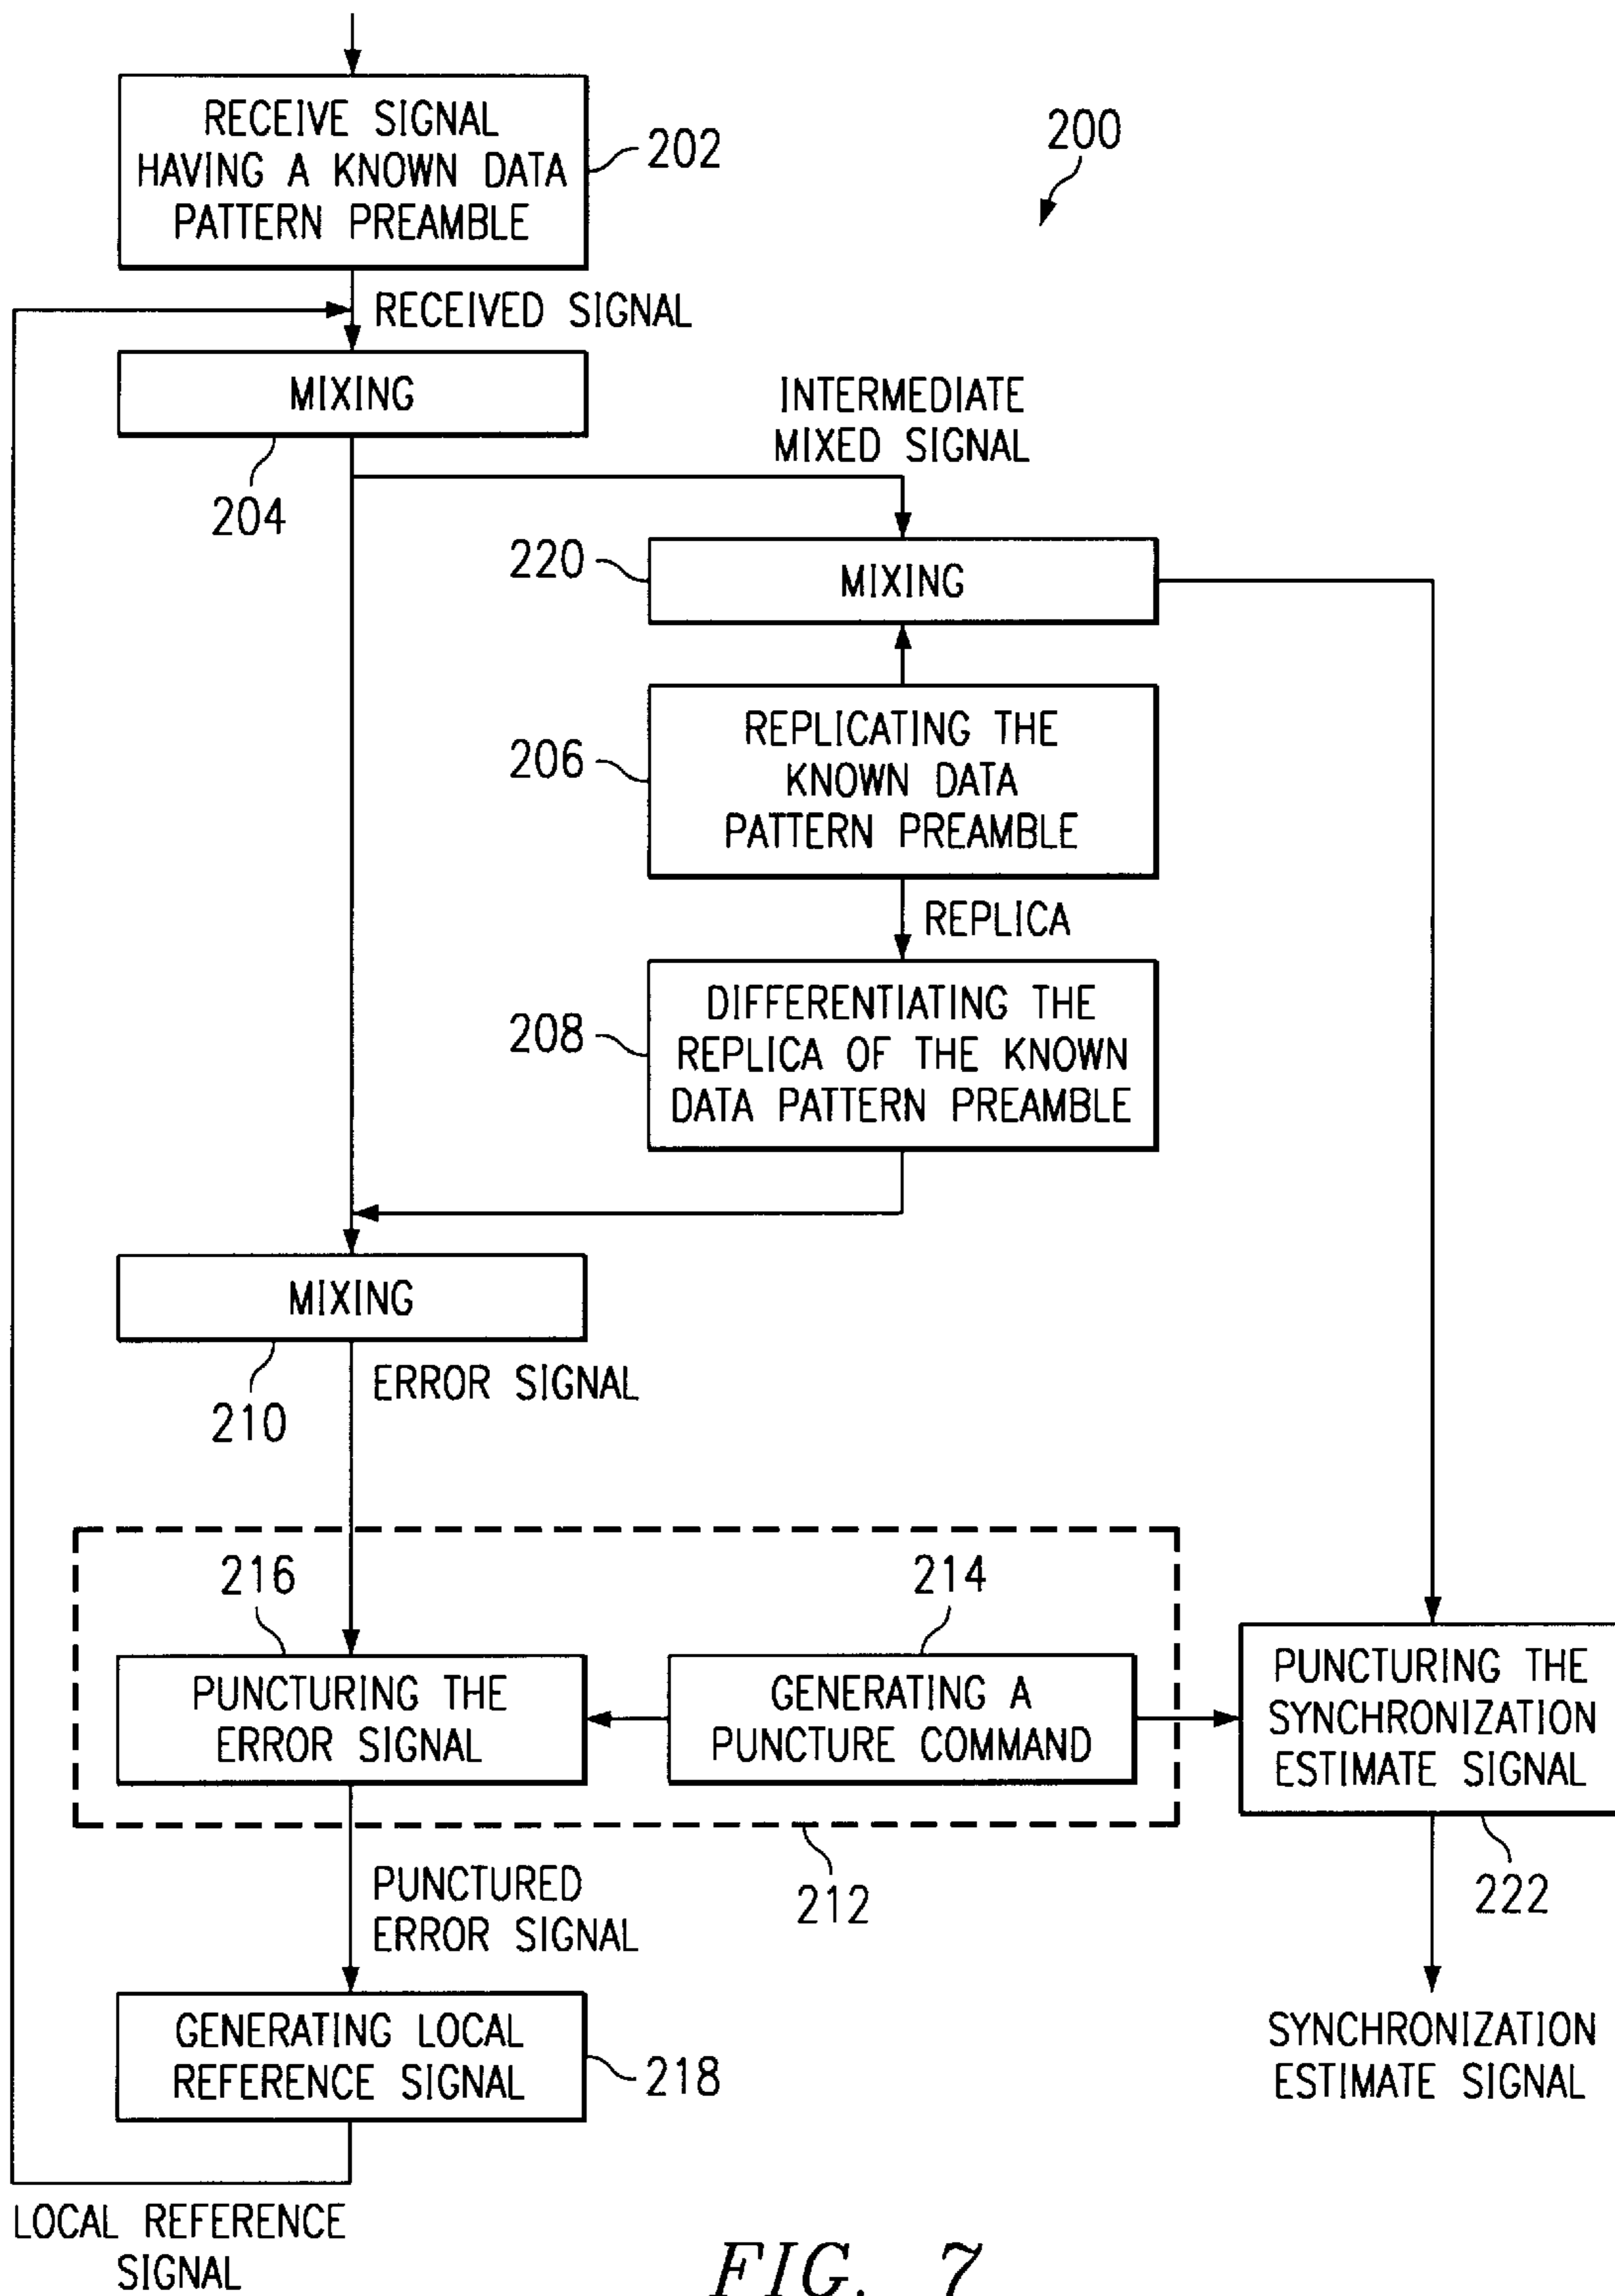 RECEIVE SIGNAL
HAVING A KNOWN DATA
PATTERN PREAMBLE
202
200
RECEIVED SIGNAL
MIXING
204
INTERMEDIATE
MIXED SIGNAL
220
MIXING
206
REPLICATING THE
KNOWN DATA
PATTERN PREAMBLE
REPLICA
208
DIFFERENTIATING THE
REPLICA OF THE KNOWN
DATA PATTERN PREAMBLE
MIXING
210
ERROR SIGNAL
216
214
PUNCTURING THE
ERROR SIGNAL
GENERATING A
PUNCTURE COMMAND
PUNCTURING THE
SYNCHRONIZATION
ESTIMATE SIGNAL
212
222
PUNCTURED
ERROR SIGNAL
GENERATING LOCAL
REFERENCE SIGNAL
218
SYNCHRONIZATION
ESTIMATE SIGNAL
LOCAL REFERENCE
SIGNAL
FIG. 7